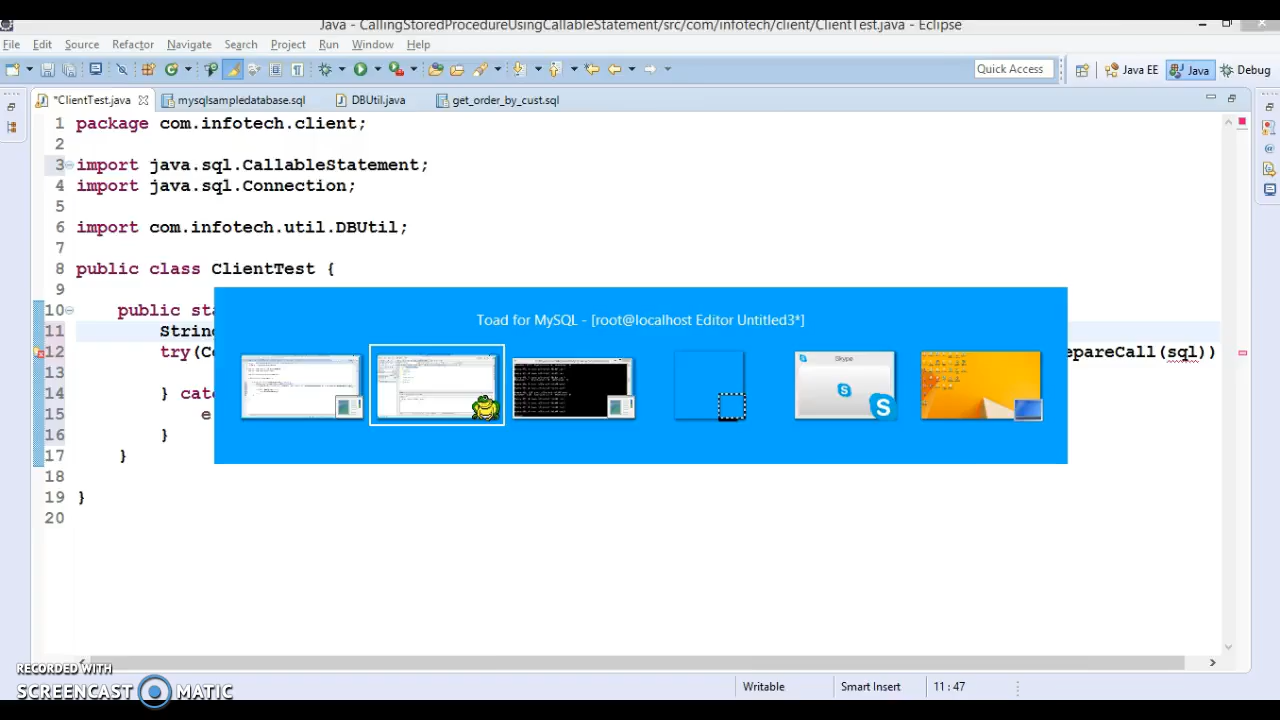 Java - CallingStoredProcedureUsingCallableStatement/src/com/infotech/client/ClientTest.java - Eclipse
File Edit Source Refactor Navigate Search Project Run Window Help
Quick Access Java EE Java Debug
*ClientTest.java mysqlsampledatabase.sql DBUtil.java get_order_by_cust.sql
1 package com.infotech.client;
2
3 import java.sql.CallableStatement;
4 import java.sql.Connection;
5
6 import com.infotech.util.DBUtil;
7
8 public class ClientTest {
9
10 public sta
Toad for MySQL - [root@localhost Editor Untitled3*]
11 String
12 try(Co epareCall(sql))
13
14 } catc
15 e
16 }
17 }
18
19 }
20
Skype
RECORDED WITH
SCREENCAST MATIC
Writable Smart Insert 11 : 47